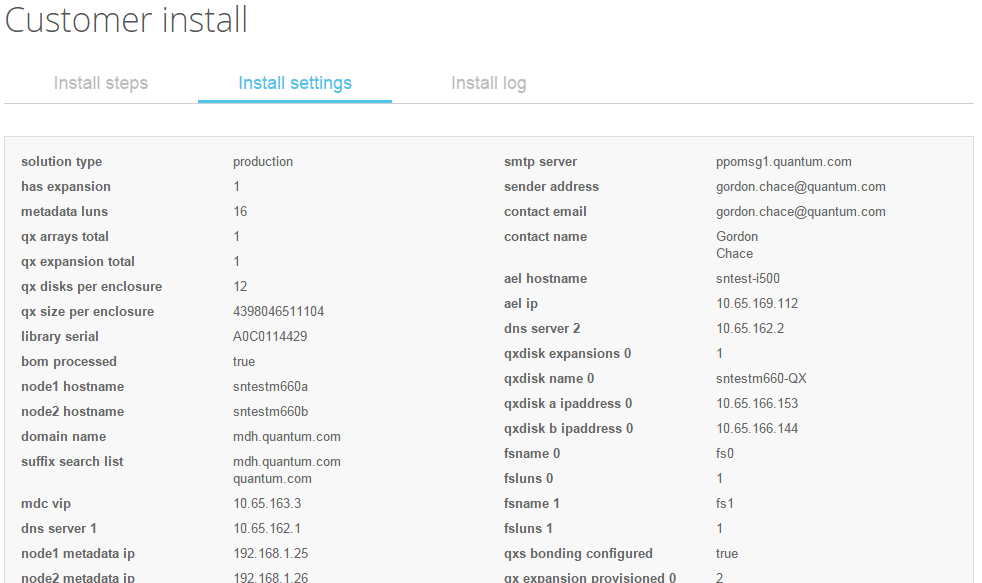 Customer install
Install steps Install settings Install log
solution type production
has expansion 1
metadata luns 16
qx arrays total 1
qx expansion total 1
qx disks per enclosure 12
qx size per enclosure 4398046511104
library serial A0C0114429
bom processed true
node1 hostname sntestm660a
node2 hostname sntestm660b
domain name mdh.quantum.com
suffix search list mdh.quantum.com
quantum.com
mdc vip 10.65.163.3
dns server 1 10.65.162.1
node1 metadata ip 192.168.1.25
node2 metadata ip 192.168.1.26
smtp server ppomsg1.quantum.com
sender address gordon.chace@quantum.com
contact email gordon.chace@quantum.com
contact name Gordon
Chace
ael hostname sntest-i500
ael ip 10.65.169.112
dns server 2 10.65.162.2
qxdisk expansions 0 1
qxdisk name 0 sntestm660-QX
qxdisk a ipaddress 0 10.65.166.153
qxdisk b ipaddress 0 10.65.166.144
fsname 0 fs0
fsluns 0 1
fsname 1 fs1
fsluns 1 1
qxs bonding configured true
qx expansion provisioned 0 2